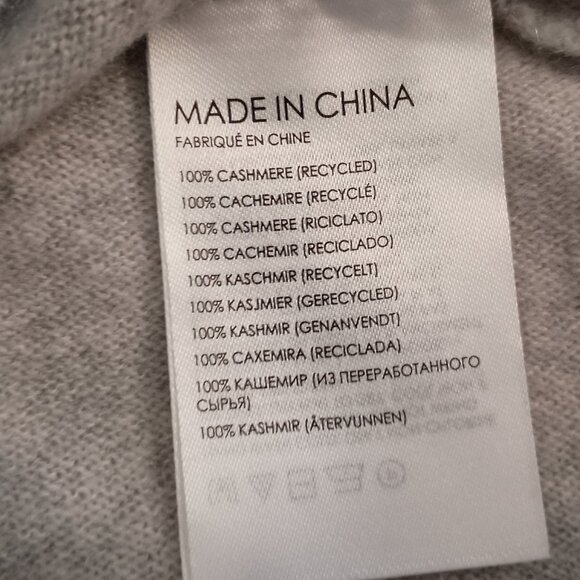 MADE IN CHINA
FABRIQUÉ EN CHINE
100% CASHMERE (RECYCLED)
100% CACHEMIRE (RECYCLÉ)
100% CASHMERE (RICICLATO)
100% CACHEMIR (RECICLADO)
100% KASCHMIR (RECYCELT)
100% KASJMIER (GERECYCLED)
100% KASHMIR (GENANVENDT)
100% CAXEMIRA (RECICLADA)
100% КАШЕМИР (ИЗ ПЕРЕРАБОТАННОГО
СЫРЬЯ)
100% KASHMIR (ÅTERVUNNEN)